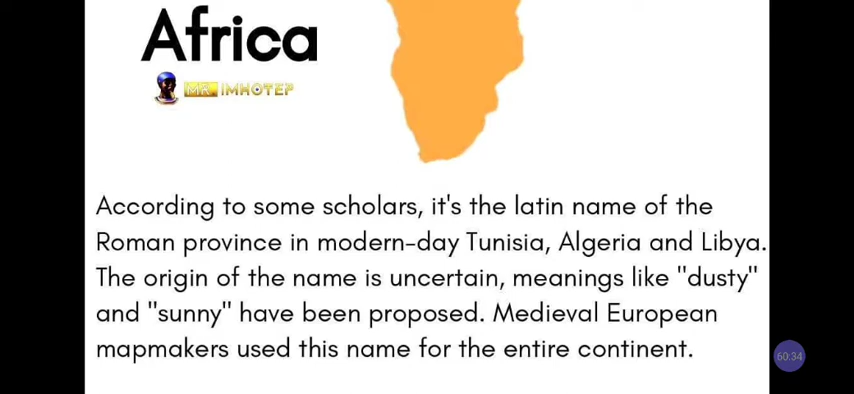 Africa
MR. IMHOTEP
According to some scholars, it's the latin name of the
Roman province in modern-day Tunisia, Algeria and Libya.
The origin of the name is uncertain, meanings like "dusty"
and "sunny" have been proposed. Medieval European
mapmakers used this name for the entire continent.
60:34